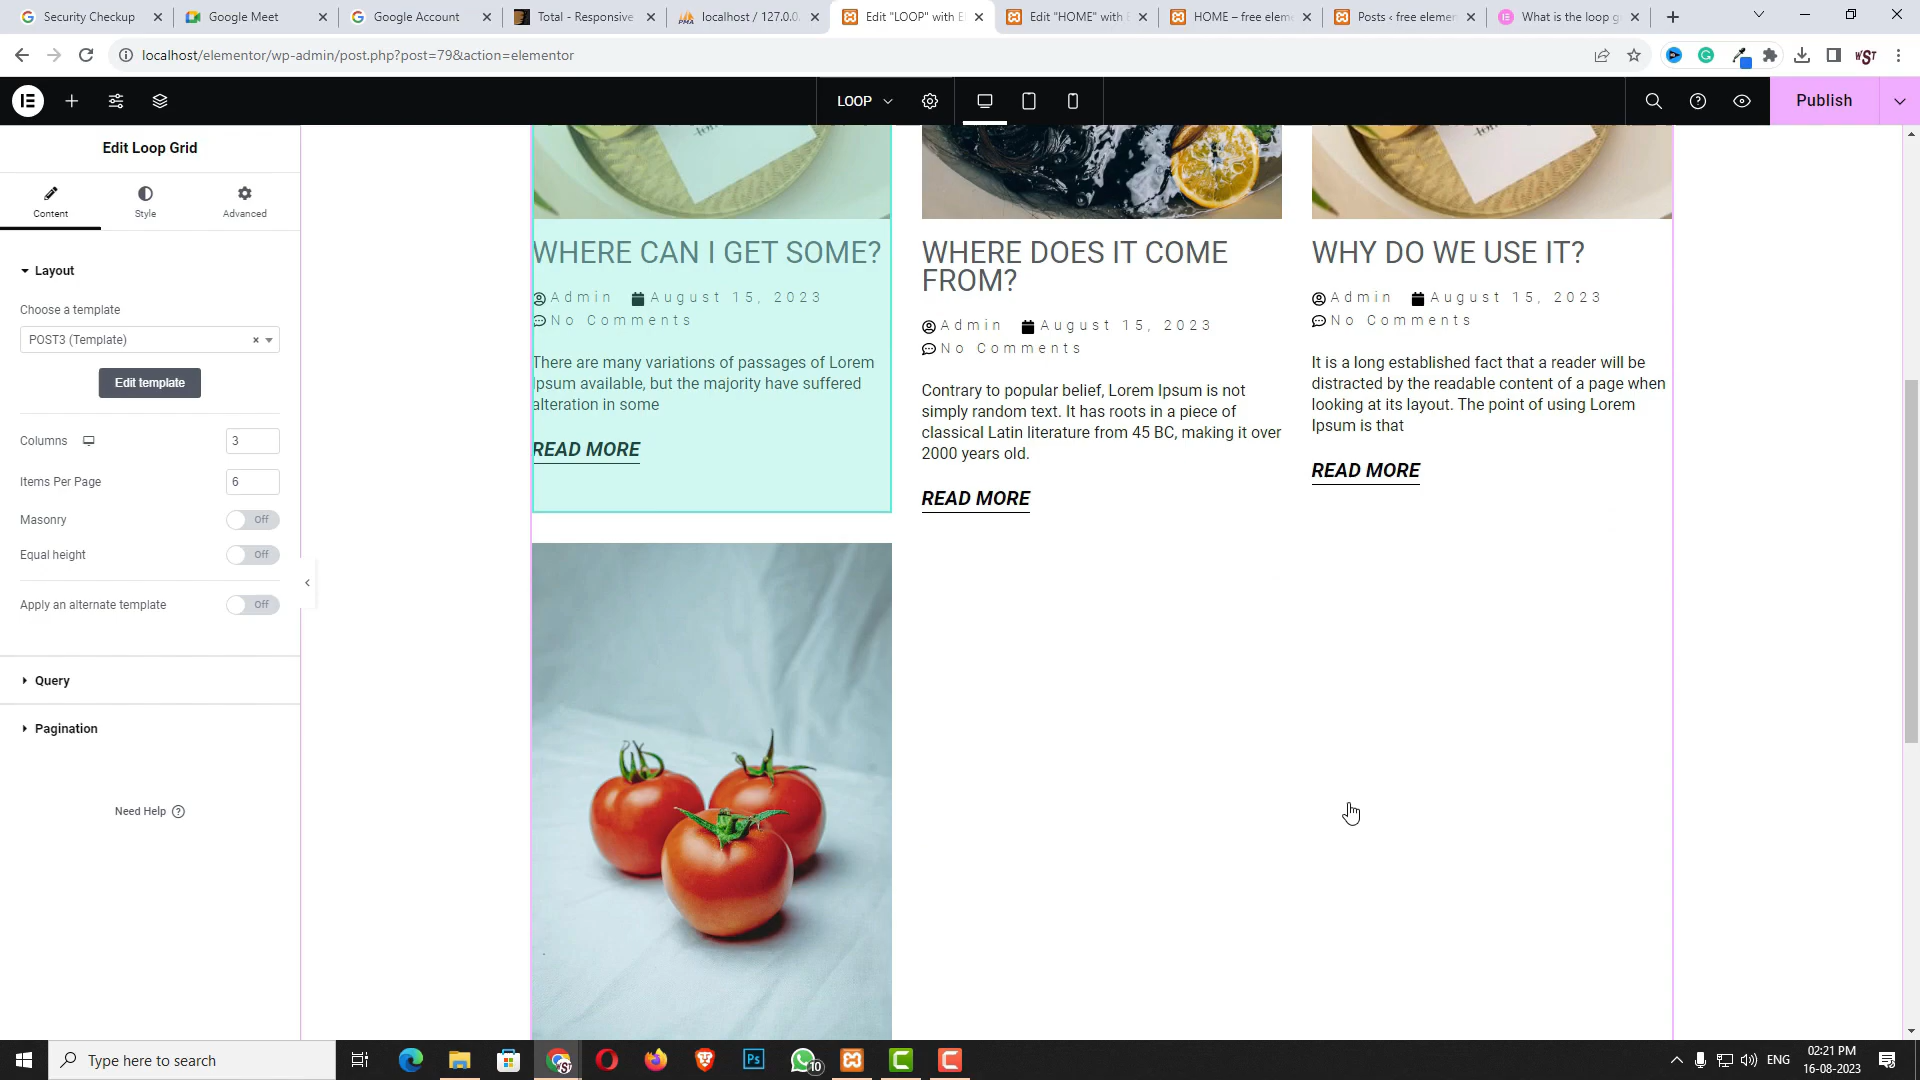 Security Checkup
Google Meet
Google Account
Total - Responsive
localhost / 127.0.0.
Edit "LOOP" with E
Edit "HOME" with E
HOME – free eleme
Posts ‹ free elemen
What is the loop g
localhost/elementor/wp-admin/post.php?post=79&action=elementor
LOOP
Publish
Edit Loop Grid
Content
Style
Advanced
Layout
Choose a template
POST3 (Template)
Edit template
Columns
3
Items Per Page
6
Masonry
Off
Equal height
Off
Apply an alternate template
Off
Query
Pagination
Need Help
WHERE CAN I GET SOME?
Admin August 15, 2023
No Comments
There are many variations of passages of Lorem
Ipsum available, but the majority have suffered
alteration in some
READ MORE
WHERE DOES IT COME
FROM?
Admin August 15, 2023
No Comments
Contrary to popular belief, Lorem Ipsum is not
simply random text. It has roots in a piece of
classical Latin literature from 45 BC, making it over
2000 years old.
READ MORE
WHY DO WE USE IT?
Admin August 15, 2023
No Comments
It is a long established fact that a reader will be
distracted by the readable content of a page when
looking at its layout. The point of using Lorem
Ipsum is that
READ MORE
Type here to search
Ps
10
ENG
02:21 PM
16-08-2023